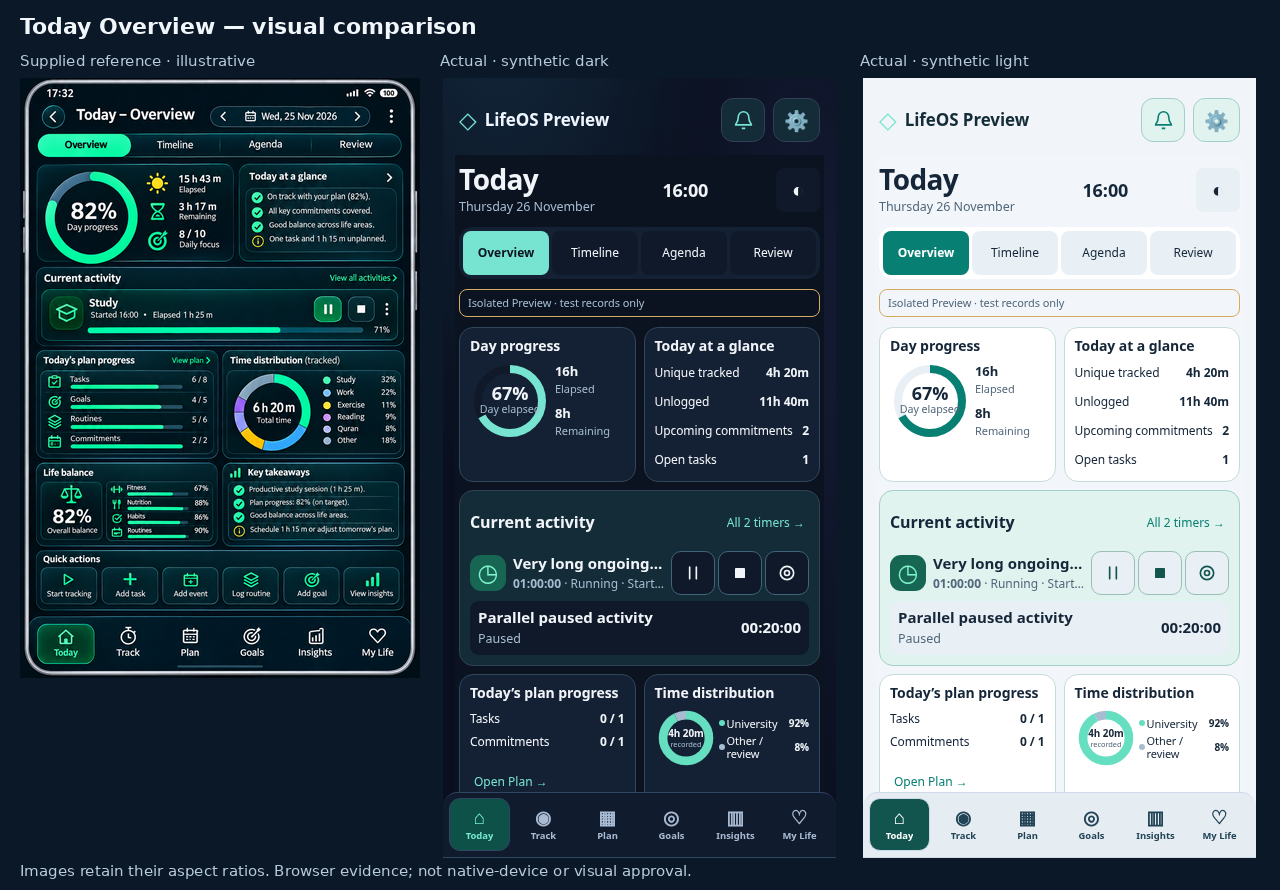 Today Overview — visual comparison
Supplied reference · illustrative
17:32
100
Today – Overview
Wed, 25 Nov 2026
Overview
Timeline
Agenda
Review
82%
Day progress
15 h 43 m
Elapsed
3 h 17 m
Remaining
8 / 10
Daily focus
Today at a glance
On track with your plan (82%).
All key commitments covered.
Good balance across life areas.
One task and 1 h 15 m unplanned.
Current activity
View all activities
Study
Started 16:00 • Elapsed 1 h 25 m
71%
Today's plan progress
View plan
Tasks 6 / 8
Goals 4 / 5
Routines 5 / 6
Commitments 2 / 2
Time distribution (tracked)
6 h 20 m
Total time
Study 32%
Work 22%
Exercise 11%
Reading 9%
Quran 8%
Other 18%
Life balance
82%
Overall balance
Fitness 67%
Nutrition 88%
Habits 86%
Routines 90%
Key takeaways
Productive study session (1 h 25 m).
Plan progress: 82% (on target).
Good balance across life areas.
Schedule 1 h 15 m or adjust tomorrow's plan.
Quick actions
Start tracking
Add task
Add event
Log routine
Add goal
View insights
Today
Track
Plan
Goals
Insights
My Life
Actual · synthetic dark
LifeOS Preview
Today
Thursday 26 November
16:00
Overview
Timeline
Agenda
Review
Isolated Preview · test records only
Day progress
67%
Day elapsed
16h
Elapsed
8h
Remaining
Today at a glance
Unique tracked 4h 20m
Unlogged 11h 40m
Upcoming commitments 2
Open tasks 1
Current activity
All 2 timers →
Very long ongoing...
01:00:00 · Running · Start...
Parallel paused activity
Paused
00:20:00
Today’s plan progress
Tasks 0 / 1
Commitments 0 / 1
Open Plan →
Time distribution
4h 20m
recorded
University 92%
Other / review 8%
Today
Track
Plan
Goals
Insights
My Life
Actual · synthetic light
LifeOS Preview
Today
Thursday 26 November
16:00
Overview
Timeline
Agenda
Review
Isolated Preview · test records only
Day progress
67%
Day elapsed
16h
Elapsed
8h
Remaining
Today at a glance
Unique tracked 4h 20m
Unlogged 11h 40m
Upcoming commitments 2
Open tasks 1
Current activity
All 2 timers →
Very long ongoing...
01:00:00 · Running · Start...
Parallel paused activity
Paused
00:20:00
Today’s plan progress
Tasks 0 / 1
Commitments 0 / 1
Open Plan →
Time distribution
4h 20m
recorded
University 92%
Other / review 8%
Today
Track
Plan
Goals
Insights
My Life
Images retain their aspect ratios. Browser evidence; not native-device or visual approval.